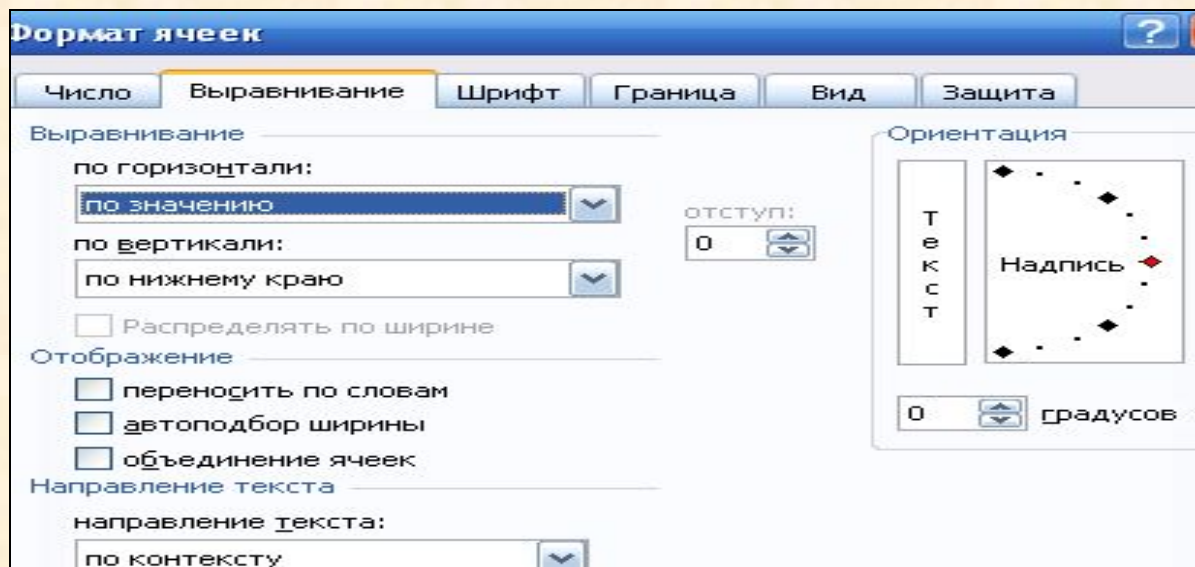 Формат ячеек ?
Число Выравнивание Шрифт Граница Вид Защита
Выравнивание
по горизонтали:
по значению
отступ:
0
по вертикали:
по нижнему краю
Распределять по ширине
Отображение
переносить по словам
автоподбор ширины
объединение ячеек
Направление текста
направление текста:
по контексту
Ориентация
Текст
Надпись
0 градусов